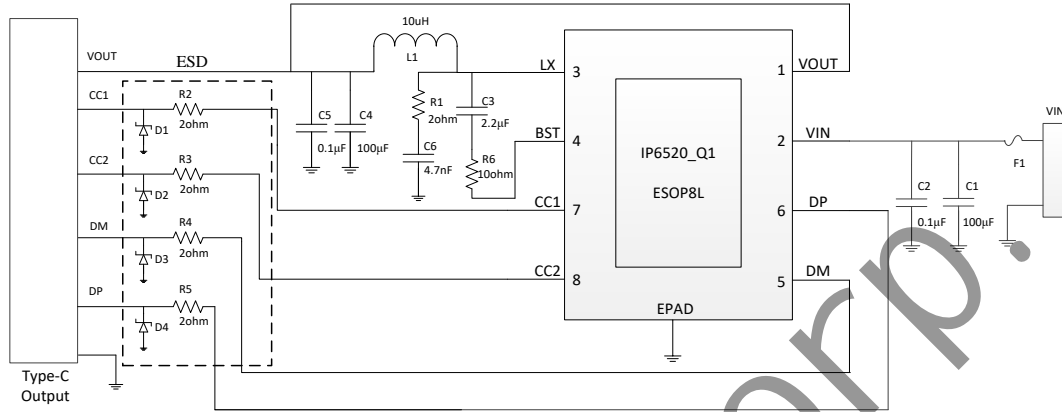 10uH
L1
VOUT
ESD
LX
3
1
VOUT
CC1
R2
2ohm
D1
C5
0.1µF
C4
100µF
R1
2ohm
C3
2.2µF
BST
4
2
VIN
VIN
F1
C6
4.7nF
R6
10ohm
IP6520_Q1
ESOP8L
CC2
R3
2ohm
D2
C2
0.1µF
C1
100µF
CC1
7
6
DP
DM
R4
2ohm
D3
CC2
8
5
DM
DP
R5
2ohm
D4
EPAD
Type-C
Output
orp.